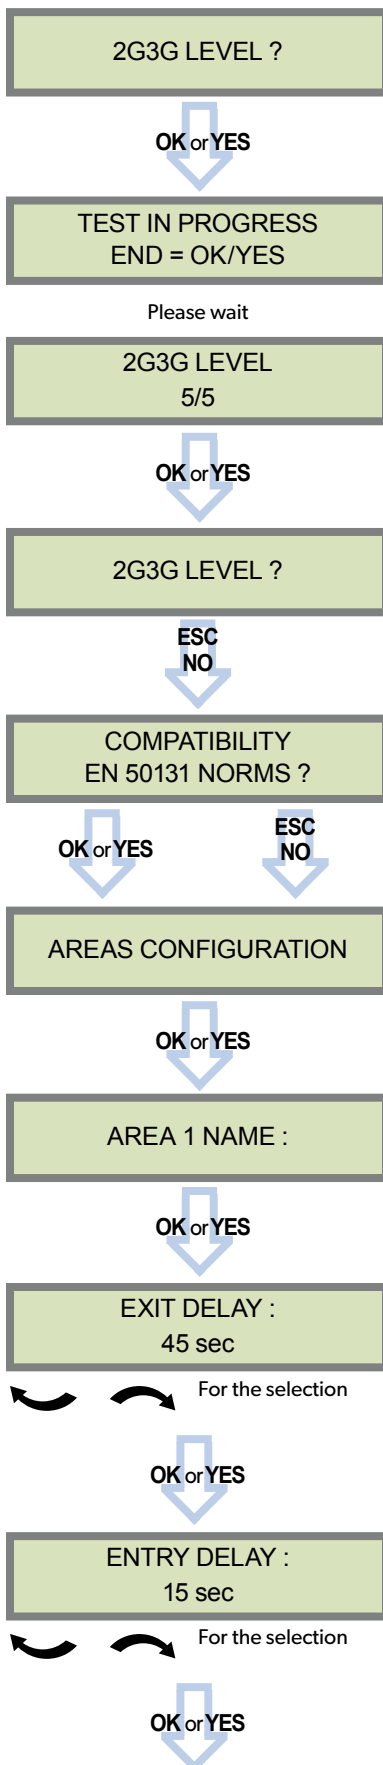 2G3G LEVEL ?
OK or YES
TEST IN PROGRESS
END = OK/YES
Please wait
2G3G LEVEL
5/5
OK or YES
2G3G LEVEL ?
ESC
NO
COMPATIBILITY
EN 50131 NORMS ?
OK or YES
ESC
NO
AREAS CONFIGURATION
OK or YES
AREA 1 NAME :
OK or YES
EXIT DELAY :
45 sec
For the selection
OK or YES
ENTRY DELAY :
15 sec
For the selection
OK or YES